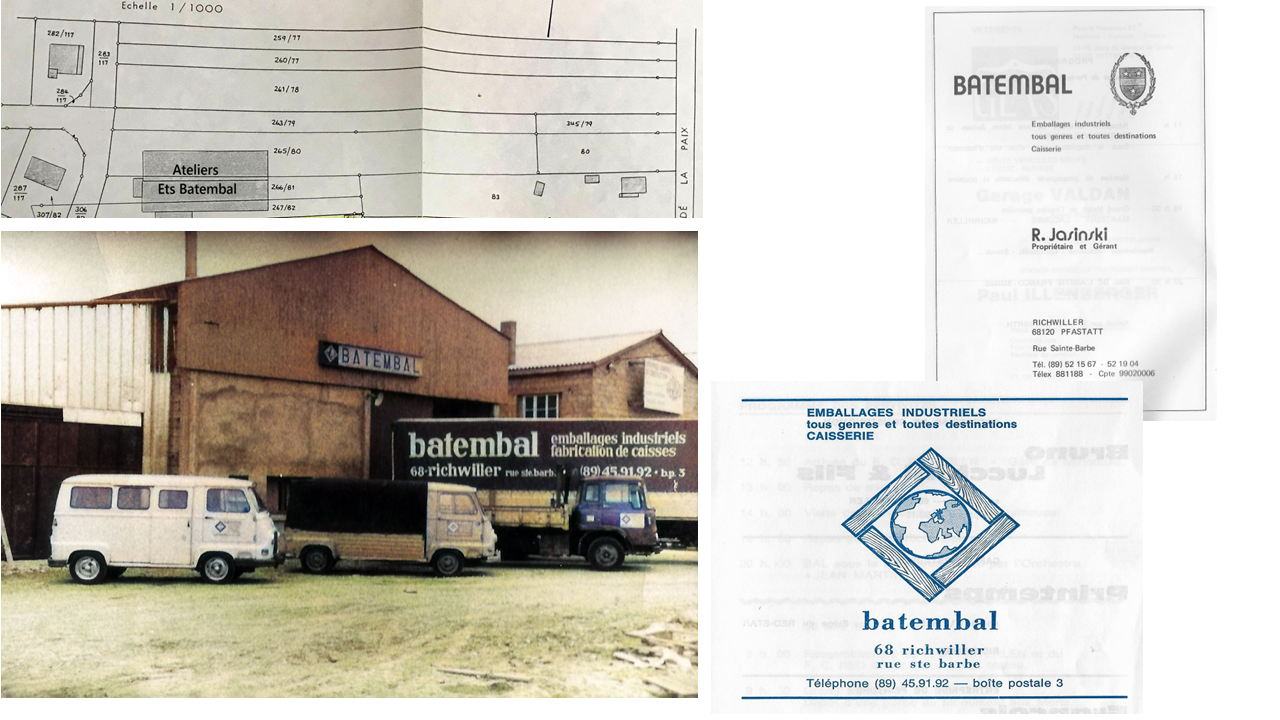 Echelle 1/1000
282/117
283
117
284
117
259/77
260/77
261/78
263/79
345/79
265/80
80
266/81
267/82
83
287
117
307/82
306
DE LA PAIX
Ateliers
Ets Batembal
BATEMBAL
batembal emballages industriels
fabrication de caisses
68-richwiller rue ste.barb. (89)45.91.92 • b.p. 3
BATEMBAL
Emballages industriels
tous genres et toutes destinations
Caisserie
Garage VALDAN
Paul ILLENBERGER
R. Jasinski
Propriétaire et Gérant
RICHWILLER
68120 PFASTATT
Rue Sainte-Barbe
Tél. (89) 52 15 67 - 52 19 04
Télex 881188 - Cpte 99020006
EMBALLAGES INDUSTRIELS
tous genres et toutes destinations
CAISSERIE
batembal
68 richwiller
rue ste barbe
Téléphone (89) 45.91.92 — boîte postale 3